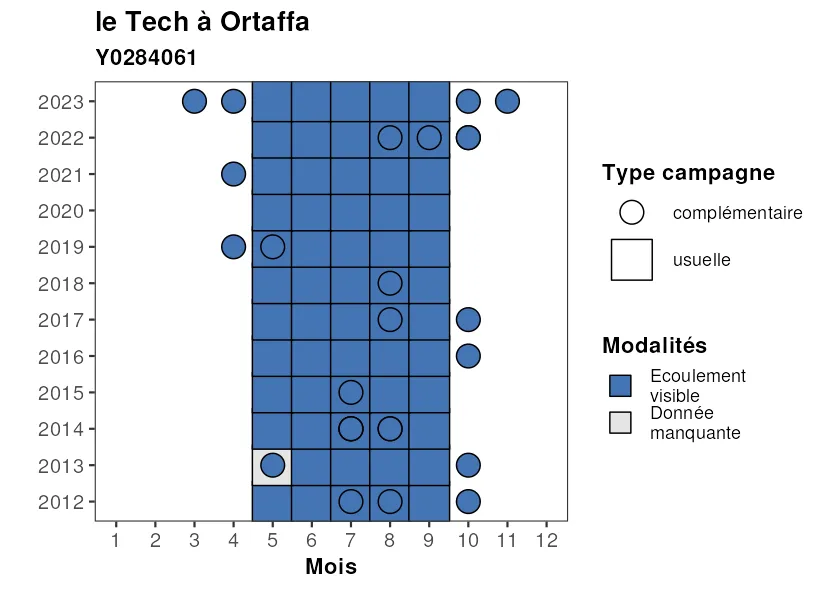 le Tech à Ortaffa
Y0284061
2023
2022
2021
2020
2019
2018
2017
2016
2015
2014
2013
2012
1 2 3 4 5 6 7 8 9 10 11 12
Mois
Type campagne
complémentaire
usuelle
Modalités
Ecoulement
visible
Donnée
manquante